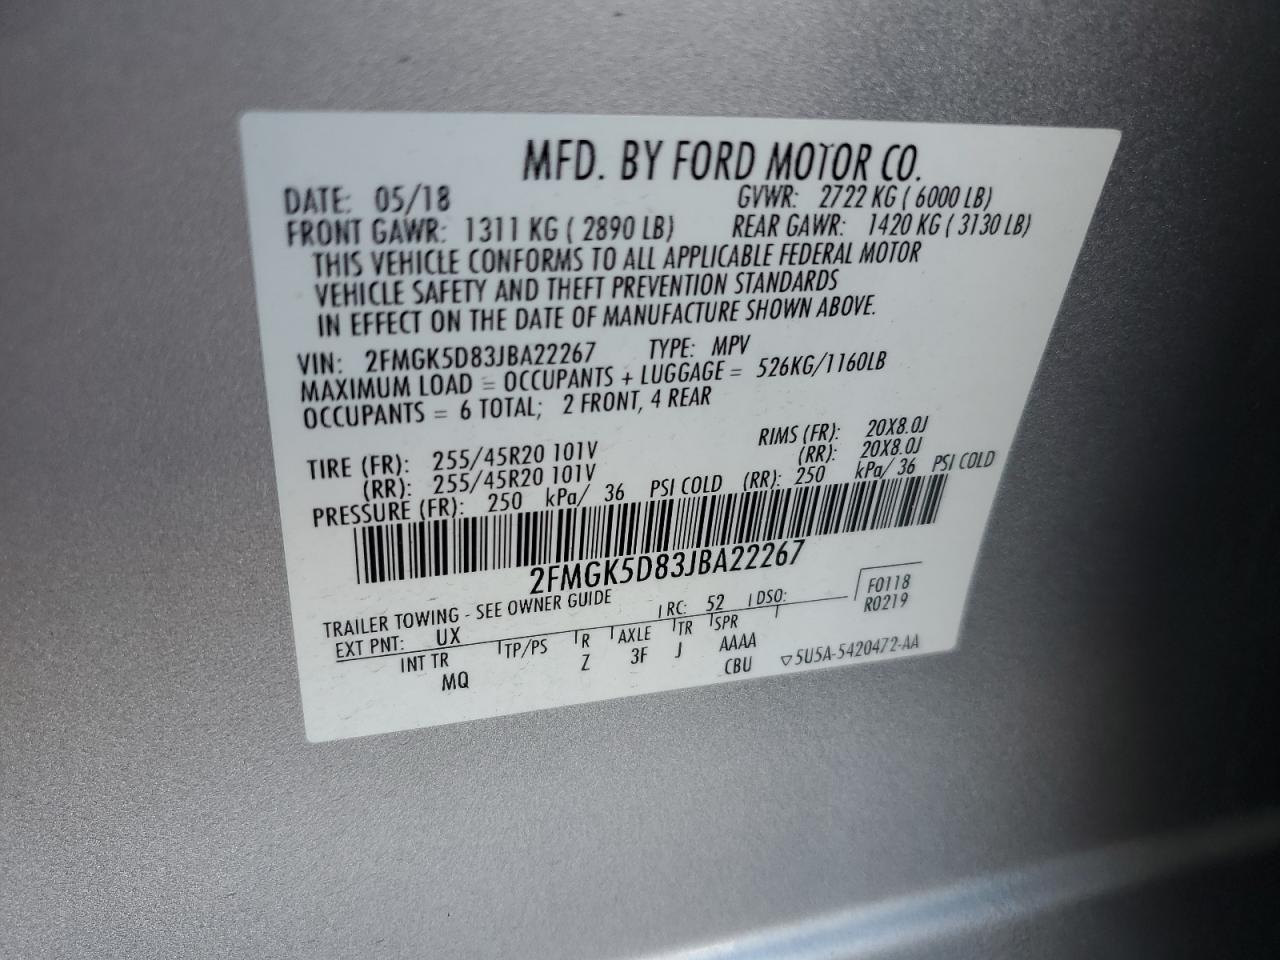 MFD. BY FORD MOTOR CO.
DATE: 05/18 GVWR: 2722 KG ( 6000 LB)
FRONT GAWR: 1311 KG ( 2890 LB) REAR GAWR: 1420 KG ( 3130 LB)
THIS VEHICLE CONFORMS TO ALL APPLICABLE FEDERAL MOTOR
VEHICLE SAFETY AND THEFT PREVENTION STANDARDS
IN EFFECT ON THE DATE OF MANUFACTURE SHOWN ABOVE.
VIN: 2FMGK5D83JBA22267 TYPE: MPV
MAXIMUM LOAD = OCCUPANTS + LUGGAGE = 526KG/1160LB
OCCUPANTS = 6 TOTAL; 2 FRONT, 4 REAR
TIRE (FR): 255/45R20 101V RIMS (FR): 20X8.0J
(RR): 255/45R20 101V (RR): 20X8.0J
PRESSURE (FR): 250 kPa/ 36 PSI COLD (RR): 250 kPa/ 36 PSI COLD
2FMGK5D83JBA22267
TRAILER TOWING - SEE OWNER GUIDE
EXT PNT: UX RC: 52 DSO: F0118
R0219
INT TR TP/PS R AXLE TR SPR
MQ Z 3F J AAAA
CBU ▽5U5A-5420472-AA